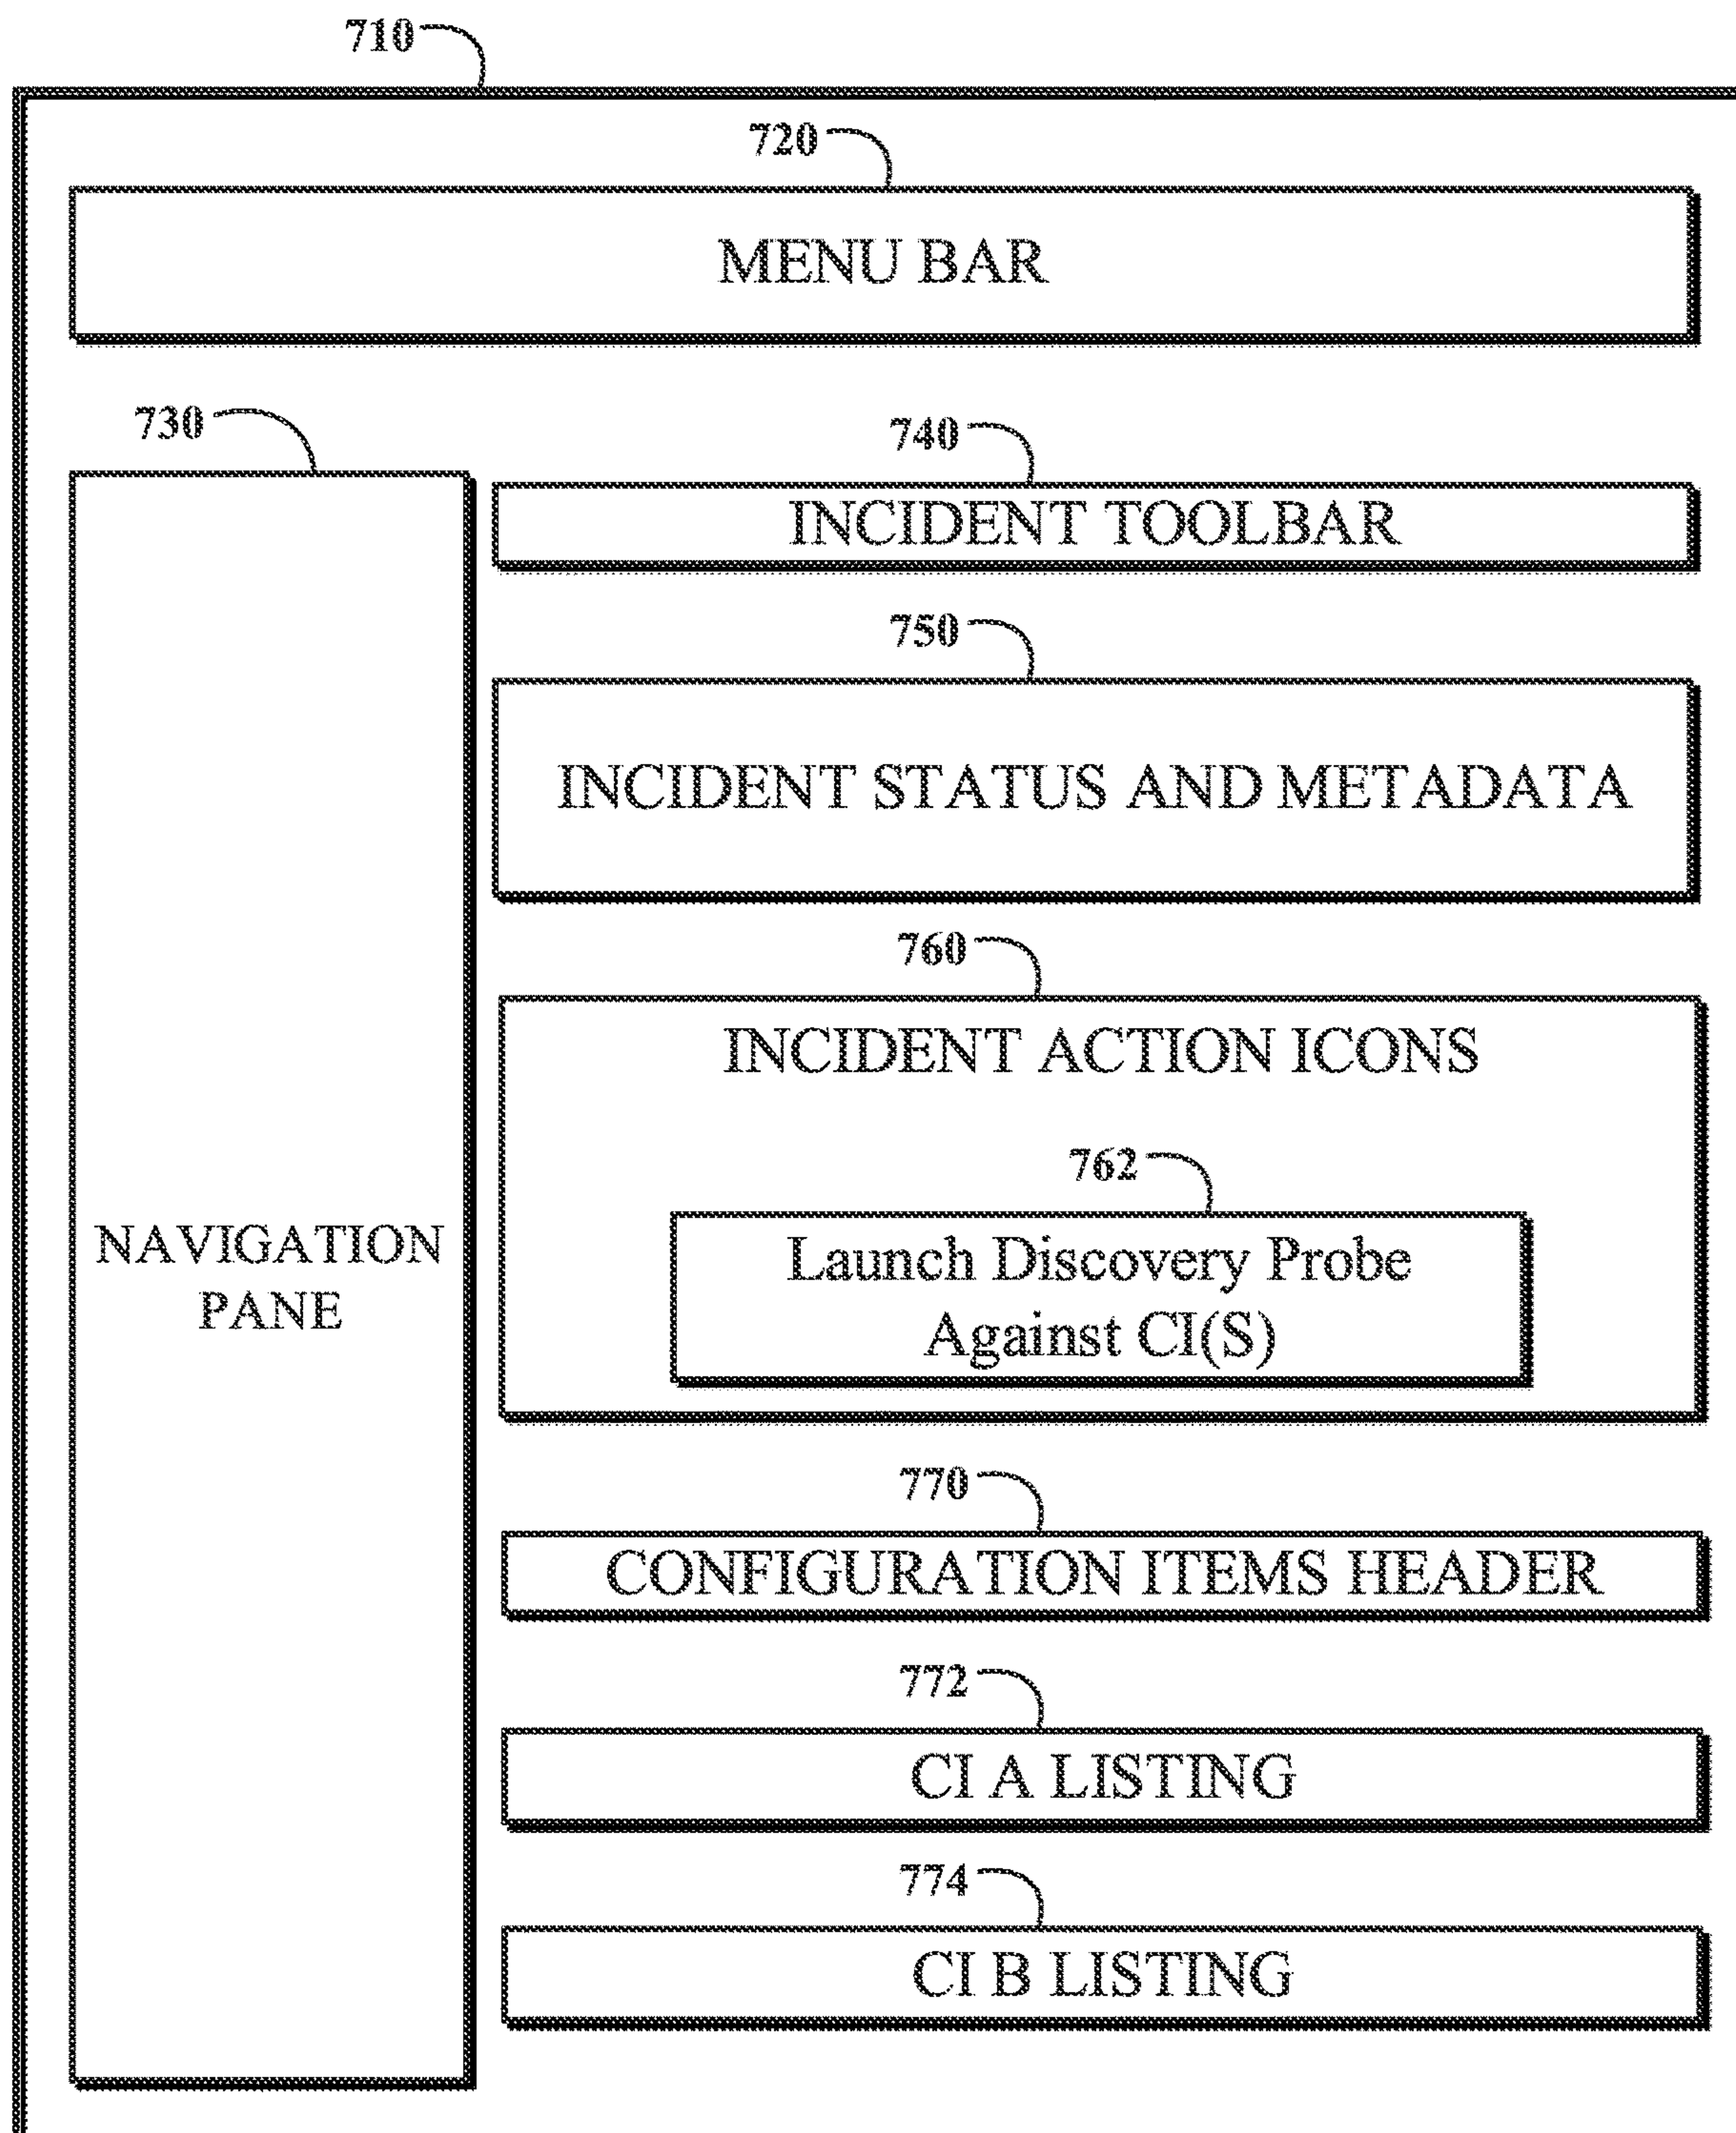 710
720
MENU BAR
730
740
INCIDENT TOOLBAR
750
INCIDENT STATUS AND METADATA
760
INCIDENT ACTION ICONS
762
Launch Discovery Probe
Against CI(S)
NAVIGATION
PANE
770
CONFIGURATION ITEMS HEADER
772
CI A LISTING
774
CI B LISTING